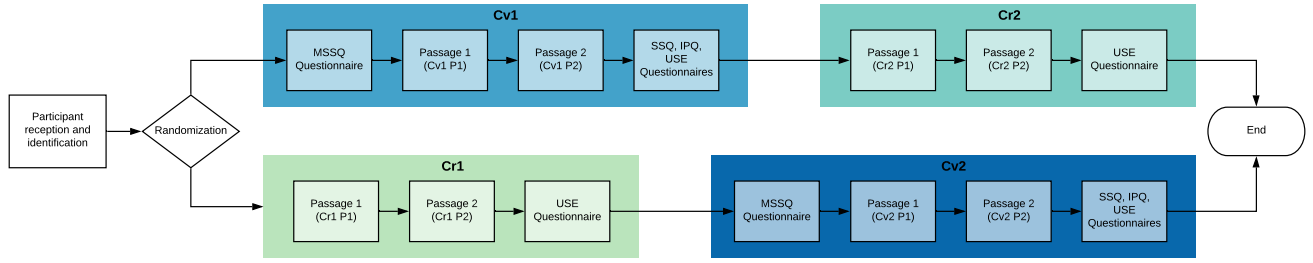 Participant
reception and
identification
Randomization
Cv1
MSSQ
Questionnaire
Passage 1
(Cv1 P1)
Passage 2
(Cv1 P2)
SSQ, IPQ,
USE
Questionnaires
Cr2
Passage 1
(Cr2 P1)
Passage 2
(Cr2 P2)
USE
Questionnaire
Cr1
Passage 1
(Cr1 P1)
Passage 2
(Cr1 P2)
USE
Questionnaire
Cv2
MSSQ
Questionnaire
Passage 1
(Cv2 P1)
Passage 2
(Cv2 P2)
SSQ, IPQ,
USE
Questionnaires
End